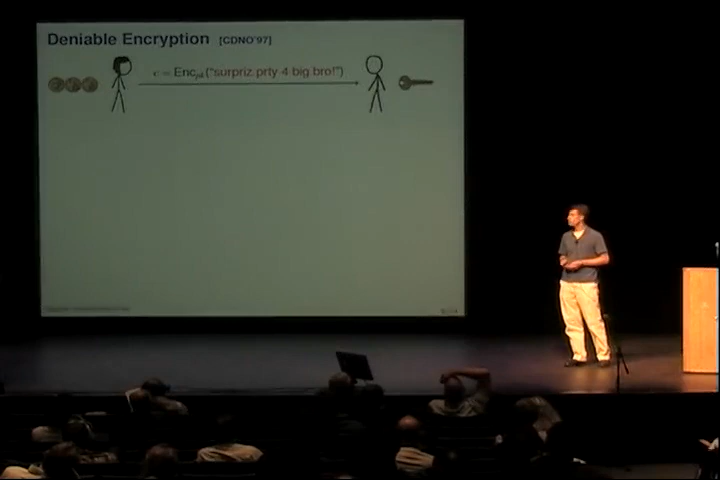 Deniable Encryption [CDNO'97]
c = Enc_pk("surpriz prty 4 big bro!")